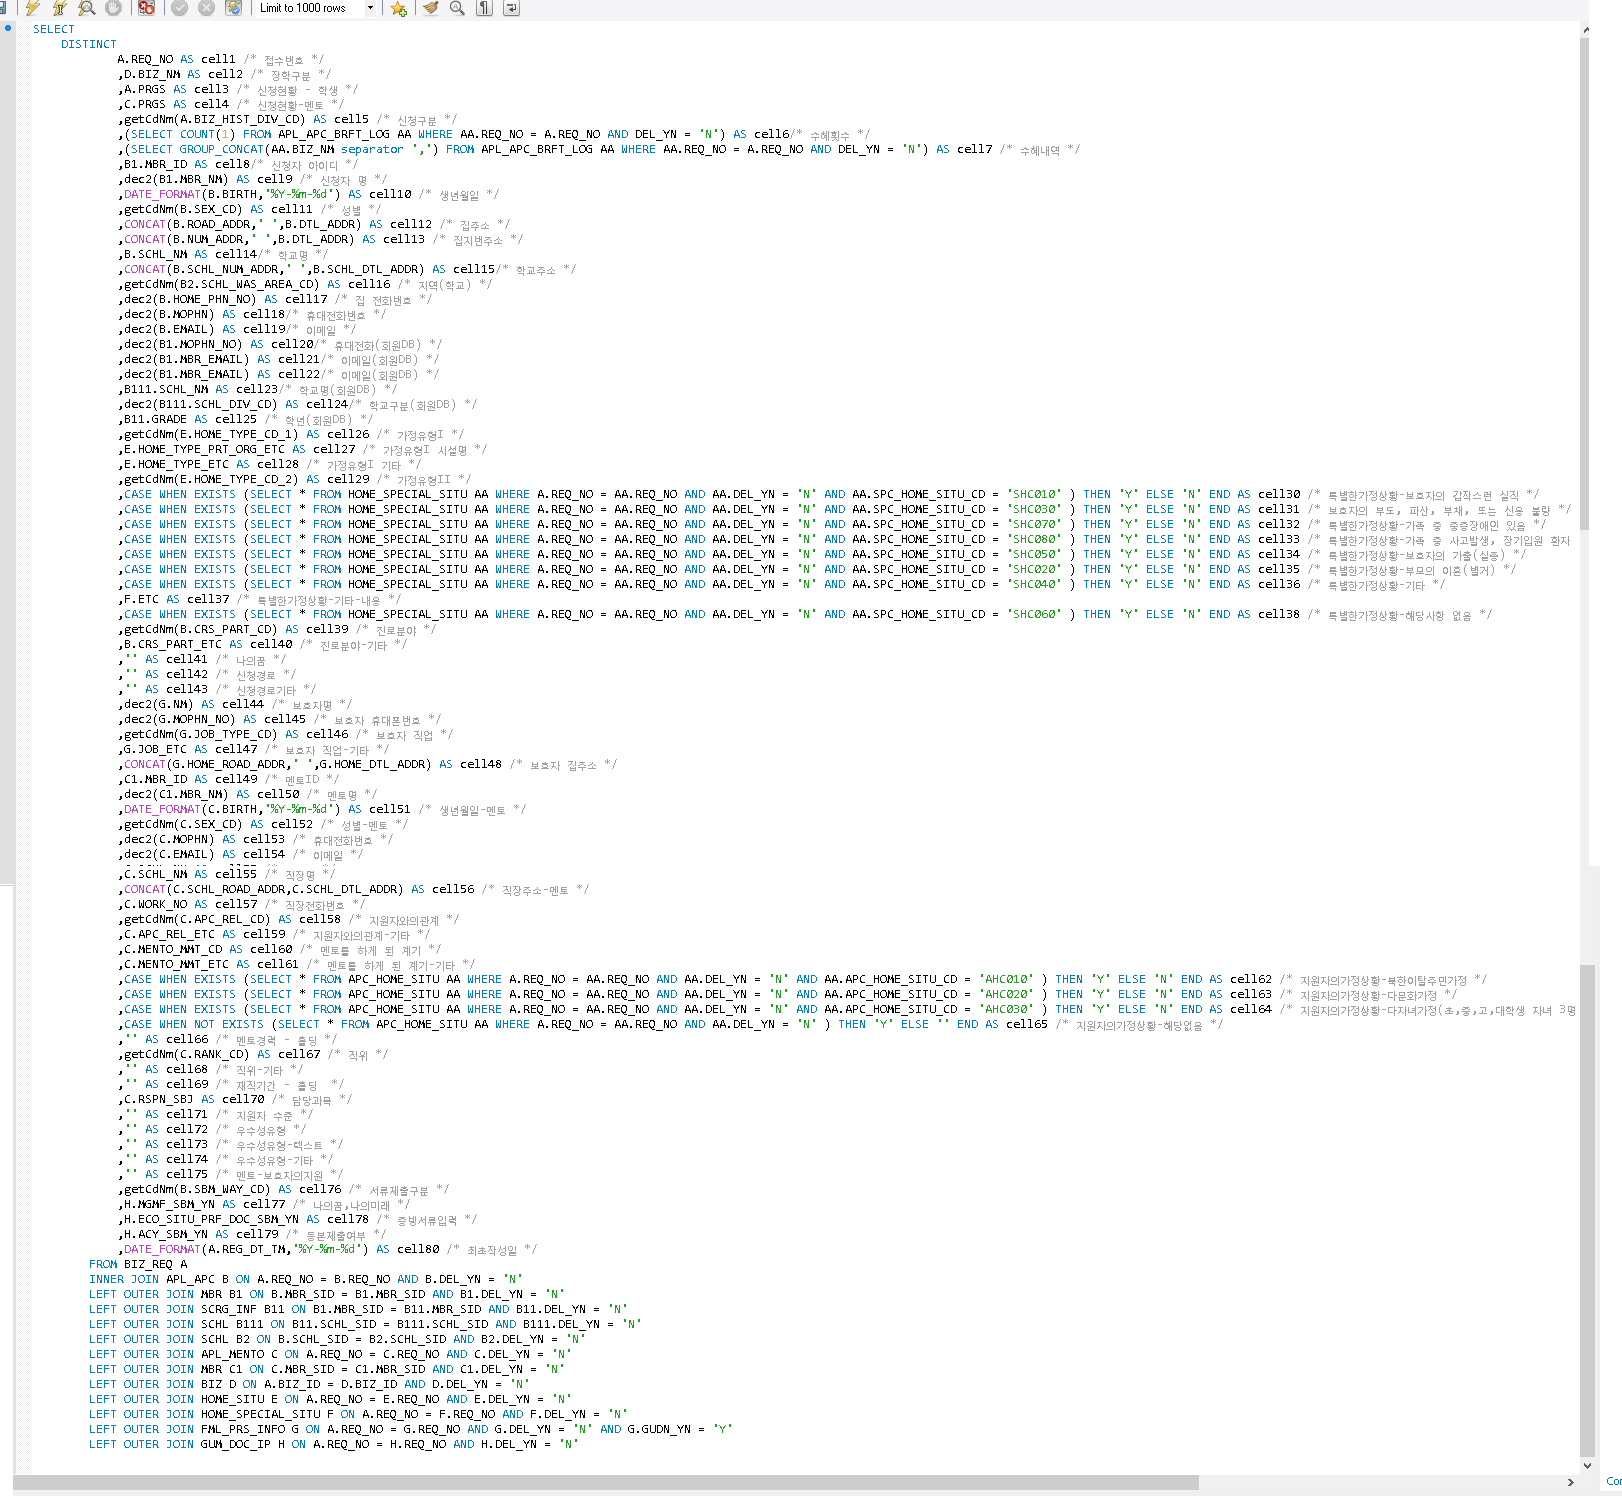 Limit to 1000 rows
SELECT
DISTINCT
A.REQ_NO AS cell1 /* 접수번호 */
,D.BIZ_NM AS cell2 /* 장학구분 */
,A.PRGS AS cell3 /* 신청현황 - 학생 */
,C.PRGS AS cell4 /* 신청현황-멘토 */
,getCdNm(A.BIZ_HIST_DIV_CD) AS cell5 /* 신청구분 */
,(SELECT COUNT(1) FROM APL_APC_BRFT_LOG AA WHERE AA.REQ_NO = A.REQ_NO AND DEL_YN = 'N') AS cell6/* 수혜횟수 */
,(SELECT GROUP_CONCAT(AA.BIZ_NM separator ',') FROM APL_APC_BRFT_LOG AA WHERE AA.REQ_NO = A.REQ_NO AND DEL_YN = 'N') AS cell7 /* 수혜내역 */
,B1.MBR_ID AS cell8/* 신청자 아이디 */
,dec2(B1.MBR_NM) AS cell9 /* 신청자 명 */
,DATE_FORMAT(B.BIRTH,'%Y-%m-%d') AS cell10 /* 생년월일 */
,getCdNm(B.SEX_CD) AS cell11 /* 성별 */
,CONCAT(B.ROAD_ADDR,' ',B.DTL_ADDR) AS cell12 /* 집주소 */
,CONCAT(B.NUM_ADDR,' ',B.DTL_ADDR) AS cell13 /* 집지번주소 */
,B.SCHL_NM AS cell14/* 학교명 */
,CONCAT(B.SCHL_NUM_ADDR,' ',B.SCHL_DTL_ADDR) AS cell15/* 학교주소 */
,getCdNm(B2.SCHL_WAS_AREA_CD) AS cell16 /* 지역(학교) */
,dec2(B.HOME_PHN_NO) AS cell17 /* 집 전화번호 */
,dec2(B.MOPHN) AS cell18/* 휴대전화번호 */
,dec2(B.EMAIL) AS cell19/* 이메일 */
,dec2(B1.MOPHN_NO) AS cell20/* 휴대전화(회원DB) */
,dec2(B1.MBR_EMAIL) AS cell21/* 이메일(회원DB) */
,dec2(B1.MBR_EMAIL) AS cell22/* 이메일(회원DB) */
,B111.SCHL_NM AS cell23/* 학교명(회원DB) */
,dec2(B111.SCHL_DIV_CD) AS cell24/* 학교구분(회원DB) */
,B11.GRADE AS cell25 /* 학년(회원DB) */
,getCdNm(E.HOME_TYPE_CD_1) AS cell26 /* 가정유형I */
,E.HOME_TYPE_PRT_ORG_ETC AS cell27 /* 가정유형I 시설명 */
,E.HOME_TYPE_ETC AS cell28 /* 가정유형I 기타 */
,getCdNm(E.HOME_TYPE_CD_2) AS cell29 /* 가정유형II */
,CASE WHEN EXISTS (SELECT * FROM HOME_SPECIAL_SITU AA WHERE A.REQ_NO = AA.REQ_NO AND AA.DEL_YN = 'N' AND AA.SPC_HOME_SITU_CD = 'SHC010' ) THEN 'Y' ELSE 'N' END AS cell30 /* 특별한가정상황-보호자의 갑작스런 실직 */
,CASE WHEN EXISTS (SELECT * FROM HOME_SPECIAL_SITU AA WHERE A.REQ_NO = AA.REQ_NO AND AA.DEL_YN = 'N' AND AA.SPC_HOME_SITU_CD = 'SHC030' ) THEN 'Y' ELSE 'N' END AS cell31 /* 보호자의 부도, 파산, 부채, 또는 신용 불량 */
,CASE WHEN EXISTS (SELECT * FROM HOME_SPECIAL_SITU AA WHERE A.REQ_NO = AA.REQ_NO AND AA.DEL_YN = 'N' AND AA.SPC_HOME_SITU_CD = 'SHC070' ) THEN 'Y' ELSE 'N' END AS cell32 /* 특별한가정상황-가족 중 중증장애인 있음 */
,CASE WHEN EXISTS (SELECT * FROM HOME_SPECIAL_SITU AA WHERE A.REQ_NO = AA.REQ_NO AND AA.DEL_YN = 'N' AND AA.SPC_HOME_SITU_CD = 'SHC080' ) THEN 'Y' ELSE 'N' END AS cell33 /* 특별한가정상황-가족 중 사고발생, 장기입원 환자
,CASE WHEN EXISTS (SELECT * FROM HOME_SPECIAL_SITU AA WHERE A.REQ_NO = AA.REQ_NO AND AA.DEL_YN = 'N' AND AA.SPC_HOME_SITU_CD = 'SHC050' ) THEN 'Y' ELSE 'N' END AS cell34 /* 특별한가정상황-보호자의 가출(실종) */
,CASE WHEN EXISTS (SELECT * FROM HOME_SPECIAL_SITU AA WHERE A.REQ_NO = AA.REQ_NO AND AA.DEL_YN = 'N' AND AA.SPC_HOME_SITU_CD = 'SHC020' ) THEN 'Y' ELSE 'N' END AS cell35 /* 특별한가정상황-부모의 이혼(별거) */
,CASE WHEN EXISTS (SELECT * FROM HOME_SPECIAL_SITU AA WHERE A.REQ_NO = AA.REQ_NO AND AA.DEL_YN = 'N' AND AA.SPC_HOME_SITU_CD = 'SHC040' ) THEN 'Y' ELSE 'N' END AS cell36 /* 특별한가정상황-기타 */
,F.ETC AS cell37 /* 특별한가정상황-기타-내용 */
,CASE WHEN EXISTS (SELECT * FROM HOME_SPECIAL_SITU AA WHERE A.REQ_NO = AA.REQ_NO AND AA.DEL_YN = 'N' AND AA.SPC_HOME_SITU_CD = 'SHC060' ) THEN 'Y' ELSE 'N' END AS cell38 /* 특별한가정상황-해당사항 없음 */
,getCdNm(B.CRS_PART_CD) AS cell39 /* 진로분야 */
,B.CRS_PART_ETC AS cell40 /* 진로분야-기타 */
,'' AS cell41 /* 나의꿈 */
,'' AS cell42 /* 신청경로 */
,'' AS cell43 /* 신청경로기타 */
,dec2(G.NM) AS cell44 /* 보호자명 */
,dec2(G.MOPHN_NO) AS cell45 /* 보호자 휴대폰번호 */
,getCdNm(G.JOB_TYPE_CD) AS cell46 /* 보호자 직업 */
,G.JOB_ETC AS cell47 /* 보호자 직업-기타 */
,CONCAT(G.HOME_ROAD_ADDR,' ',G.HOME_DTL_ADDR) AS cell48 /* 보호자 집주소 */
,C1.MBR_ID AS cell49 /* 멘토ID */
,dec2(C1.MBR_NM) AS cell50 /* 멘토명 */
,DATE_FORMAT(C.BIRTH,'%Y-%m-%d') AS cell51 /* 생년월일-멘토 */
,getCdNm(C.SEX_CD) AS cell52 /* 성별-멘토 */
,dec2(C.MOPHN) AS cell53 /* 휴대전화번호 */
,dec2(C.EMAIL) AS cell54 /* 이메일 */
,C.SCHL_NM AS cell55 /* 직장명 */
,CONCAT(C.SCHL_ROAD_ADDR,C.SCHL_DTL_ADDR) AS cell56 /* 직장주소-멘토 */
,C.WORK_NO AS cell57 /* 직장전화번호 */
,getCdNm(C.APC_REL_CD) AS cell58 /* 지원자와의관계 */
,C.APC_REL_ETC AS cell59 /* 지원자와의관계-기타 */
,C.MENTO_MMT_CD AS cell60 /* 멘토를 하게 된 계기 */
,C.MENTO_MMT_ETC AS cell61 /* 멘토를 하게 된 계기-기타 */
,CASE WHEN EXISTS (SELECT * FROM APC_HOME_SITU AA WHERE A.REQ_NO = AA.REQ_NO AND AA.DEL_YN = 'N' AND AA.APC_HOME_SITU_CD = 'AHC010' ) THEN 'Y' ELSE 'N' END AS cell62 /* 지원자의가정상황-북한이탈주민가정 */
,CASE WHEN EXISTS (SELECT * FROM APC_HOME_SITU AA WHERE A.REQ_NO = AA.REQ_NO AND AA.DEL_YN = 'N' AND AA.APC_HOME_SITU_CD = 'AHC020' ) THEN 'Y' ELSE 'N' END AS cell63 /* 지원자의가정상황-다문화가정 */
,CASE WHEN EXISTS (SELECT * FROM APC_HOME_SITU AA WHERE A.REQ_NO = AA.REQ_NO AND AA.DEL_YN = 'N' AND AA.APC_HOME_SITU_CD = 'AHC030' ) THEN 'Y' ELSE 'N' END AS cell64 /* 지원자의가정상황-다자녀가정(초,중,고,대학생 자녀 3명
,CASE WHEN NOT EXISTS (SELECT * FROM APC_HOME_SITU AA WHERE A.REQ_NO = AA.REQ_NO AND AA.DEL_YN = 'N' ) THEN 'Y' ELSE '' END AS cell65 /* 지원자의가정상황-해당없음 */
,'' AS cell66 /* 멘토경력 - 홀딩 */
,getCdNm(C.RANK_CD) AS cell67 /* 직위 */
,'' AS cell68 /* 직위-기타 */
,'' AS cell69 /* 재직기간 - 홀딩 */
,C.RSPN_SBJ AS cell70 /* 담당과목 */
,'' AS cell71 /* 지원자 수준 */
,'' AS cell72 /* 우수성유형 */
,'' AS cell73 /* 우수성유형-텍스트 */
,'' AS cell74 /* 우수성유형-기타 */
,'' AS cell75 /* 멘토-보호자의지원 */
,getCdNm(B.SBM_WAY_CD) AS cell76 /* 서류제출구분 */
,H.MGMF_SBM_YN AS cell77 /* 나의꿈,나의미래 */
,H.ECO_SITU_PRF_DOC_SBM_YN AS cell78 /* 증빙서류입력 */
,H.ACY_SBM_YN AS cell79 /* 등본제출여부 */
,DATE_FORMAT(A.REG_DT_TM,'%Y-%m-%d') AS cell80 /* 최초작성일 */
FROM BIZ_REQ A
INNER JOIN APL_APC B ON A.REQ_NO = B.REQ_NO AND B.DEL_YN = 'N'
LEFT OUTER JOIN MBR B1 ON B.MBR_SID = B1.MBR_SID AND B1.DEL_YN = 'N'
LEFT OUTER JOIN SCRG_INF B11 ON B1.MBR_SID = B11.MBR_SID AND B11.DEL_YN = 'N'
LEFT OUTER JOIN SCHL B111 ON B11.SCHL_SID = B111.SCHL_SID AND B111.DEL_YN = 'N'
LEFT OUTER JOIN SCHL B2 ON B.SCHL_SID = B2.SCHL_SID AND B2.DEL_YN = 'N'
LEFT OUTER JOIN APL_MENTO C ON A.REQ_NO = C.REQ_NO AND C.DEL_YN = 'N'
LEFT OUTER JOIN MBR C1 ON C.MBR_SID = C1.MBR_SID AND C1.DEL_YN = 'N'
LEFT OUTER JOIN BIZ D ON A.BIZ_ID = D.BIZ_ID AND D.DEL_YN = 'N'
LEFT OUTER JOIN HOME_SITU E ON A.REQ_NO = E.REQ_NO AND E.DEL_YN = 'N'
LEFT OUTER JOIN HOME_SPECIAL_SITU F ON A.REQ_NO = F.REQ_NO AND F.DEL_YN = 'N'
LEFT OUTER JOIN FML_PRS_INFO G ON A.REQ_NO = G.REQ_NO AND G.DEL_YN = 'N' AND G.GUDN_YN = 'Y'
LEFT OUTER JOIN GUM_DOC_IP H ON A.REQ_NO = H.REQ_NO AND H.DEL_YN = 'N'